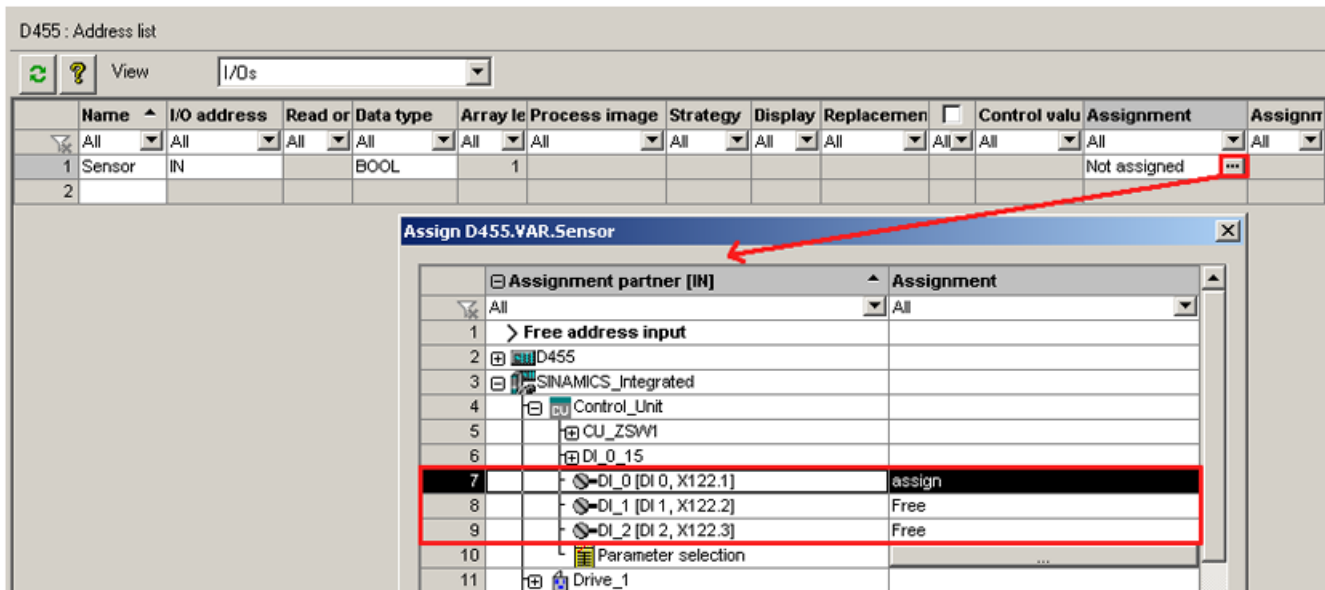 D455 : Address list
View I/Os
Name I/O address Read or Data type Array le Process image Strategy Display Replacemen Control valu Assignment Assignm
All All All All All All All All All All All All All
1 Sensor IN BOOL 1 Not assigned ...
2
Assign D455.VAR.Sensor
Assignment partner [IN] Assignment
All All
1 Free address input
2 D455
3 SINAMICS_Integrated
4 CU Control_Unit
5 CU_ZSW1
6 DI_0_15
7 DI_0 [DI 0, X122.1] assign
8 DI_1 [DI 1, X122.2] Free
9 DI_2 [DI 2, X122.3] Free
10 Parameter selection ...
11 Drive_1